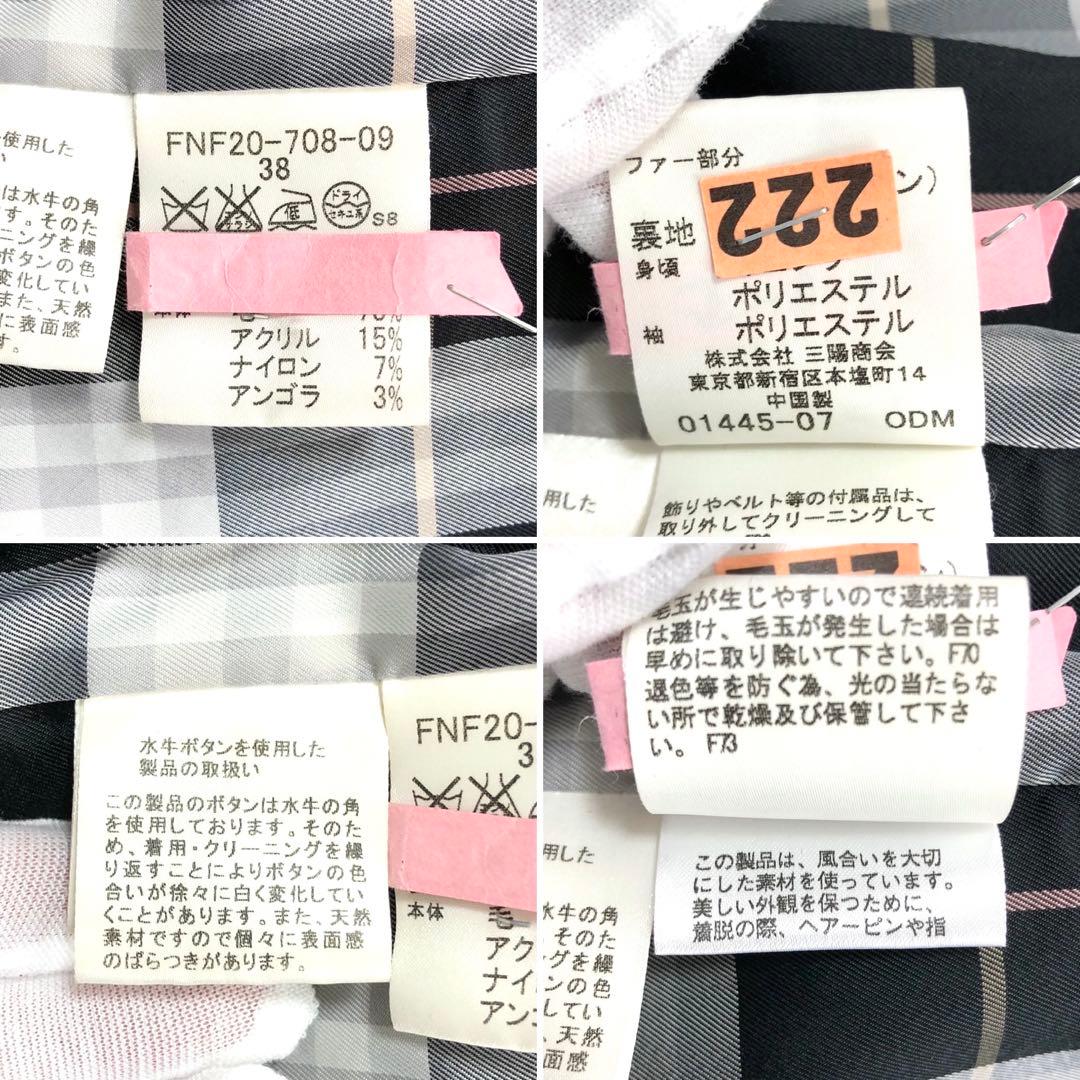 使用した
い
は水牛の角
す。そのた
ーニングを繰
ボタンの色
変化してい
また、天然
に表面感
す。
FNF20-708-09
38
低
ドライ
セキユ系
S8
本体 毛 70%
アクリル 15%
ナイロン 7%
アンゴラ 3%
ファー部分
222
ン)
裏地
身頃
ポリエステル
袖 ポリエステル
株式会社 三陽商会
東京都新宿区本塩町14
中国製
01445-07 ODM
用した
飾りやベルト等の付属品は、
取り外してクリーニングして
水牛ボタンを使用した
製品の取扱い
この製品のボタンは水牛の角
を使用しております。そのた
め、着用・クリーニングを繰
り返すことによりボタンの色
合いが徐々に白く変化してい
くことがあります。また、天然
素材ですので個々に表面感
のばらつきがあります。
FNF20-
3
本体 毛
アク
ナイ
アン
毛玉が生じやすいので連続着用
は避け、毛玉が発生した場合は
早めに取り除いて下さい。F70
退色等を防ぐ為、光の当たらな
い所で乾燥及び保管して下さ
い。 F73
用した
水牛の角
そのた
グを繰
ンの色
してい
、天然
面感
この製品は、風合いを大切
にした素材を使っています。
美しい外観を保つために、
着脱の際、ヘアーピンや指